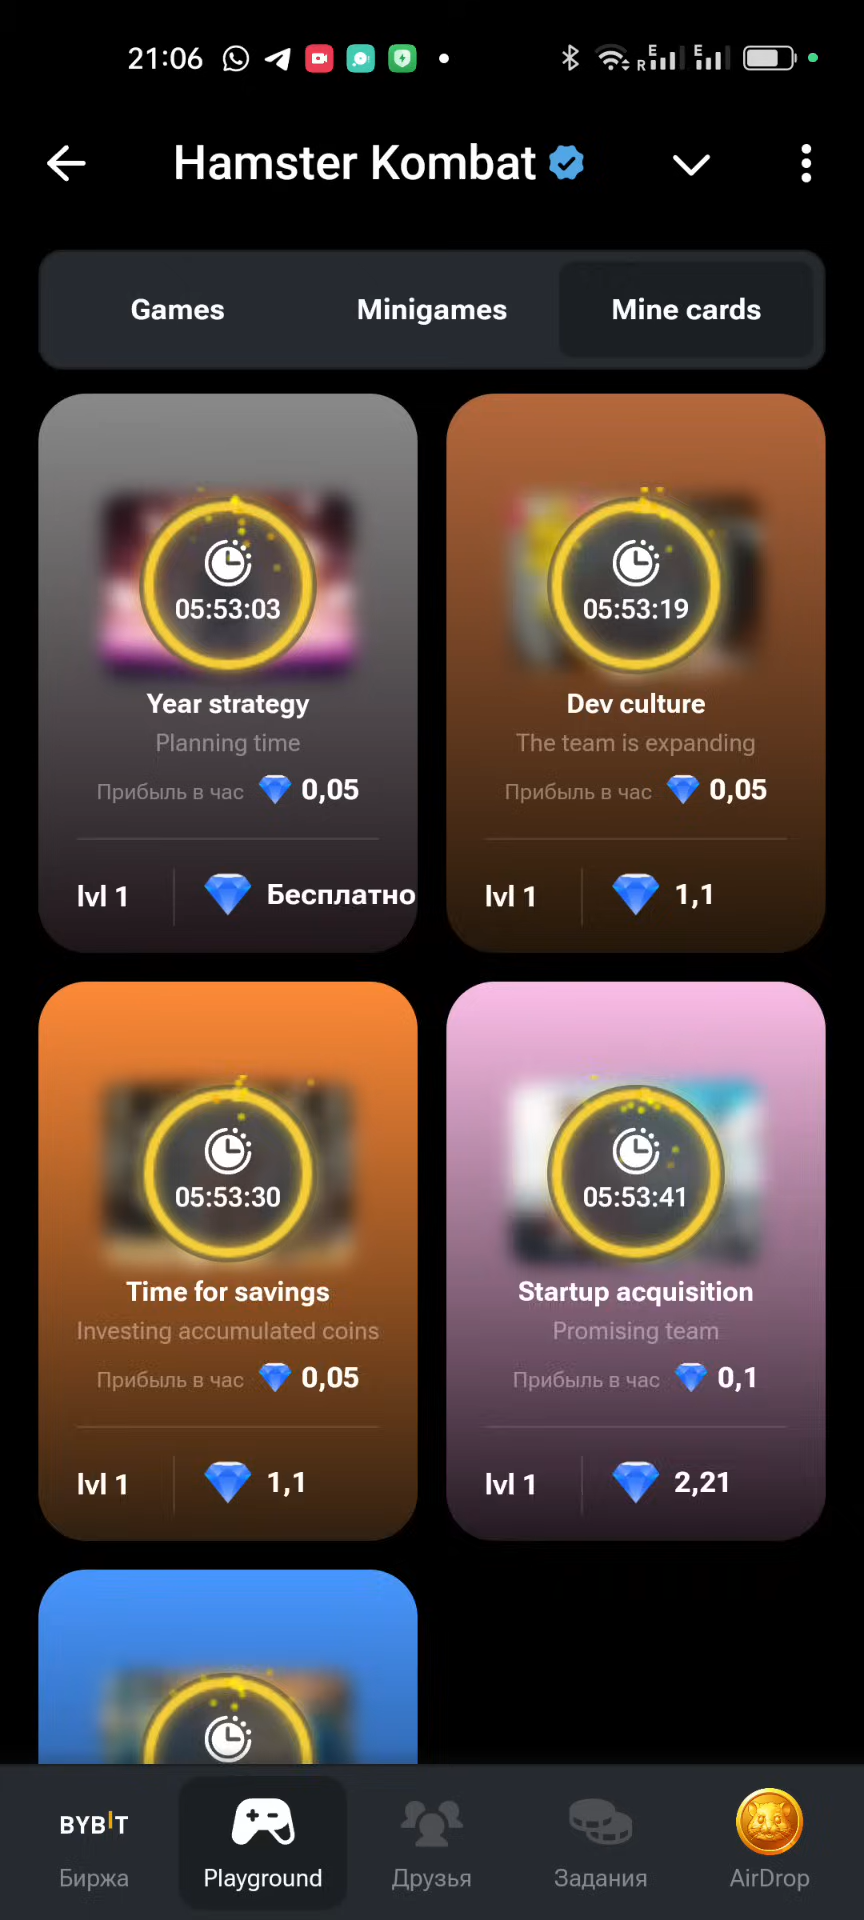 21:06
R E E
Hamster Kombat
Games Minigames Mine cards
05:53:03
Year strategy
Planning time
Прибыль в час 0,05
lvl 1 Бесплатно
05:53:19
Dev culture
The team is expanding
Прибыль в час 0,05
lvl 1 1,1
05:53:30
Time for savings
Investing accumulated coins
Прибыль в час 0,05
lvl 1 1,1
05:53:41
Startup acquisition
Promising team
Прибыль в час 0,1
lvl 1 2,21
BYBIT
Биржа Playground Друзья Задания AirDrop